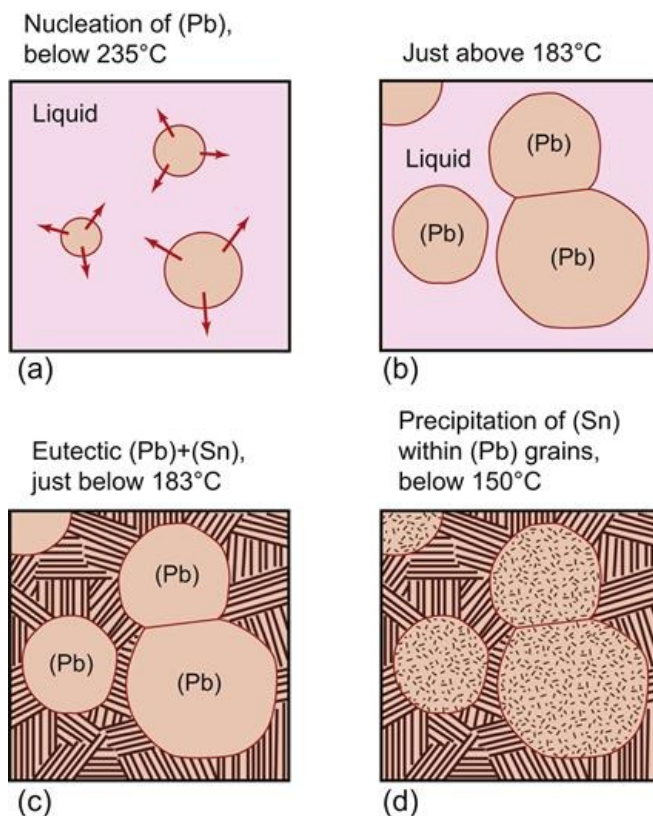 Nucleation of (Pb),
below 235°C
Liquid
(a)
Just above 183°C
(Pb)
Liquid
(Pb)
(Pb)
(b)
Eutectic (Pb)+(Sn),
just below 183°C
(Pb)
(Pb)
(Pb)
(c)
Precipitation of (Sn)
within (Pb) grains,
below 150°C
(d)